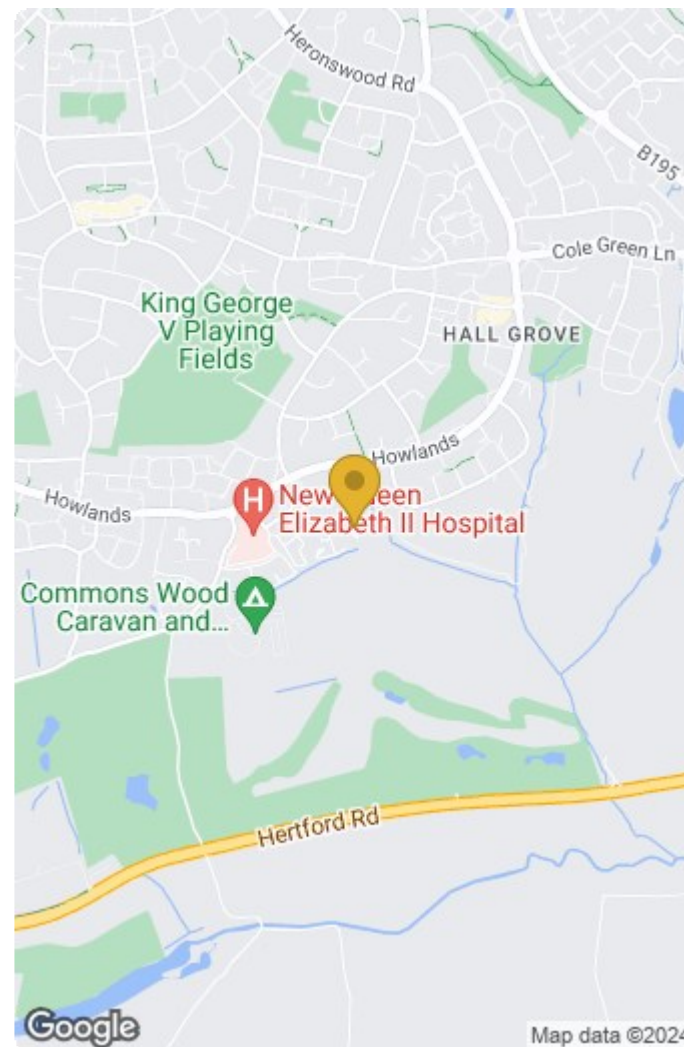 Heronswood Rd
B195
Cole Green Ln
King George
V Playing
Fields
HALL GROVE
Howlands
Howlands
H
Elizabeth II Hospital
Commons Wood
Caravan and...
Hertford Rd
Google
Map data ©2024